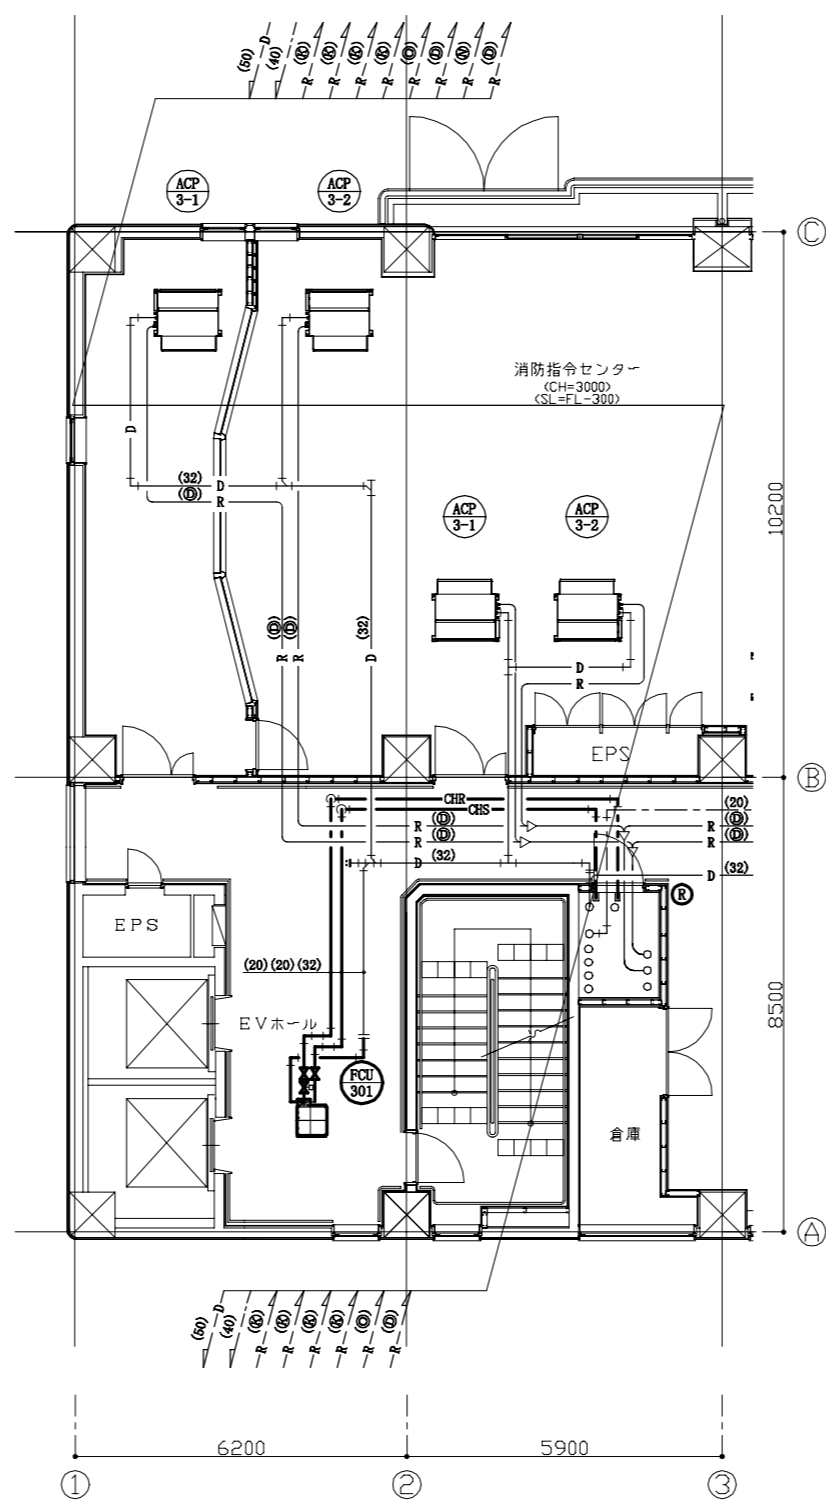 (50) D (40) R (K) R (K) R (K) R (K) R (O) R (D) R (N) R (D)
ACP 3-1
ACP 3-2
C
消防指令センター
(CH=3000)
(SL=FL-300)
D
(32) D
(D) R
ACP 3-1
ACP 3-2
10200
(D) (D) (32)
R R D
D
R
EPS
B
CHR
CHS
(20)
R (D) R (D)
R (D) R (D)
D (32) D (32)
R
EPS
(20)(20)(32)
EVホール
8500
FCU 301
倉庫
A
(50) D (40) R (K) R (K) R (K) R (K) R (O) R (D)
6200
5900
1
2
3